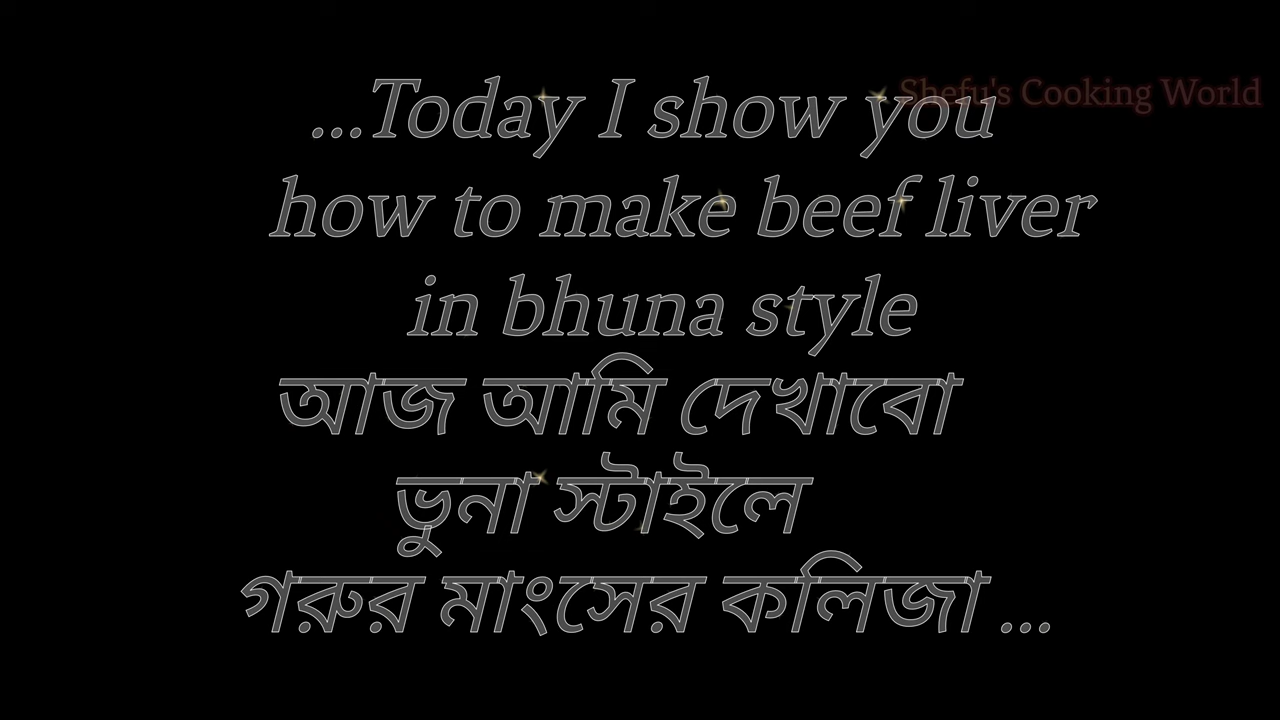 Shefu's Cooking World
...Today I show you
how to make beef liver
in bhuna style
আজ আমি দেখাবো
ভুনা স্টাইলে
গরুর মাংসের কলিজা ...